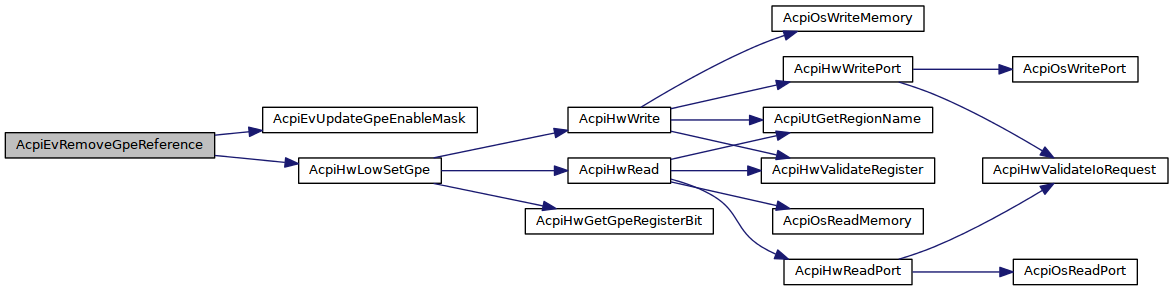 AcpiEvRemoveGpeReference
AcpiEvUpdateGpeEnableMask
AcpiHwLowSetGpe
AcpiHwWrite
AcpiHwRead
AcpiHwGetGpeRegisterBit
AcpiOsWriteMemory
AcpiHwWritePort
AcpiUtGetRegionName
AcpiHwValidateRegister
AcpiOsReadMemory
AcpiHwReadPort
AcpiOsWritePort
AcpiHwValidateIoRequest
AcpiOsReadPort